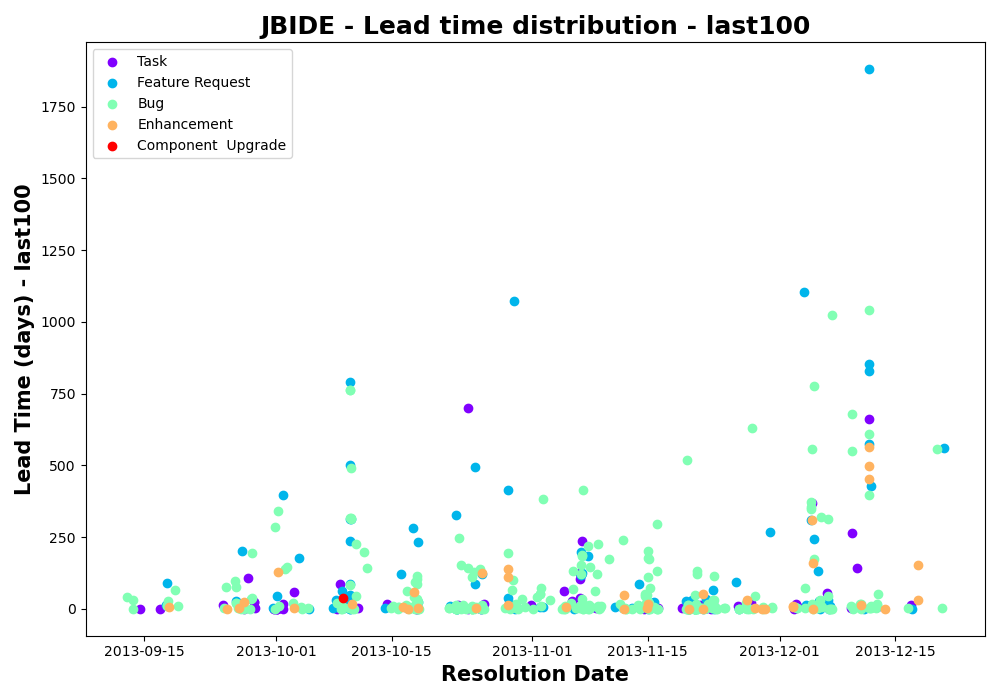 JBIDE - Lead time distribution - last100
Task
Feature Request
Bug
Enhancement
Component  Upgrade
Lead Time (days) - last100
1750
1500
1250
1000
750
500
250
0
2013-09-15 2013-10-01 2013-10-15 2013-11-01 2013-11-15 2013-12-01 2013-12-15
Resolution Date